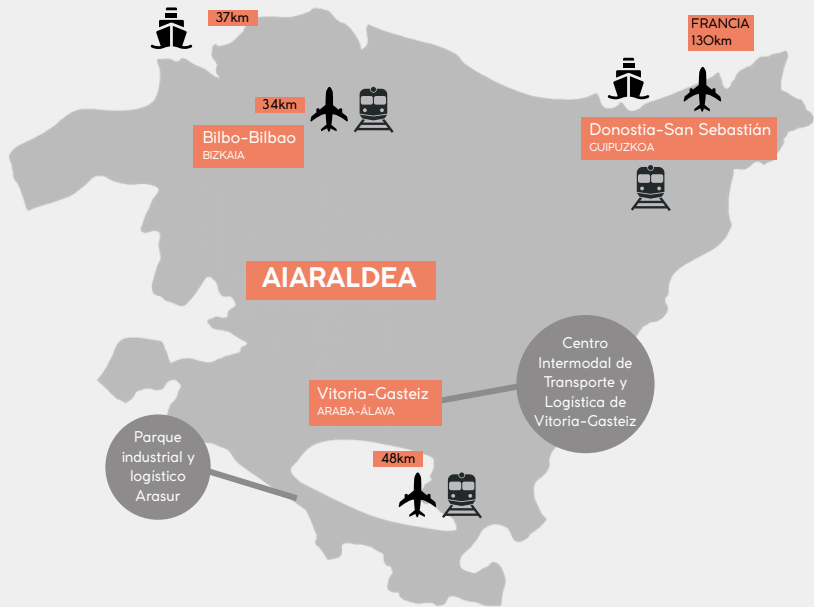 37km
FRANCIA
130km
34km
Bilbo-Bilbao
BIZKAIA
Donostia-San Sebastián
GUIPUZKOA
AIARALDEA
Centro
Intermodal de
Transporte y
Logística de
Vitoria-Gasteiz
Vitoria-Gasteiz
ARABA-ÁLAVA
Parque
industrial y
logístico
Arasur
48km